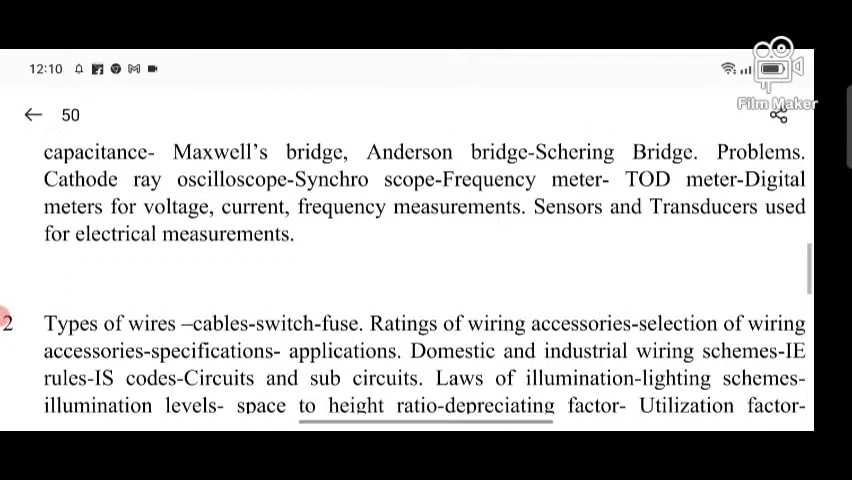 12:10
Film Maker
50
capacitance- Maxwell's bridge, Anderson bridge-Schering Bridge. Problems.
Cathode ray oscilloscope-Synchro scope-Frequency meter- TOD meter-Digital
meters for voltage, current, frequency measurements. Sensors and Transducers used
for electrical measurements.
2 Types of wires –cables-switch-fuse. Ratings of wiring accessories-selection of wiring
accessories-specifications- applications. Domestic and industrial wiring schemes-IE
rules-IS codes-Circuits and sub circuits. Laws of illumination-lighting schemes-
illumination levels- space to height ratio-depreciating factor- Utilization factor-